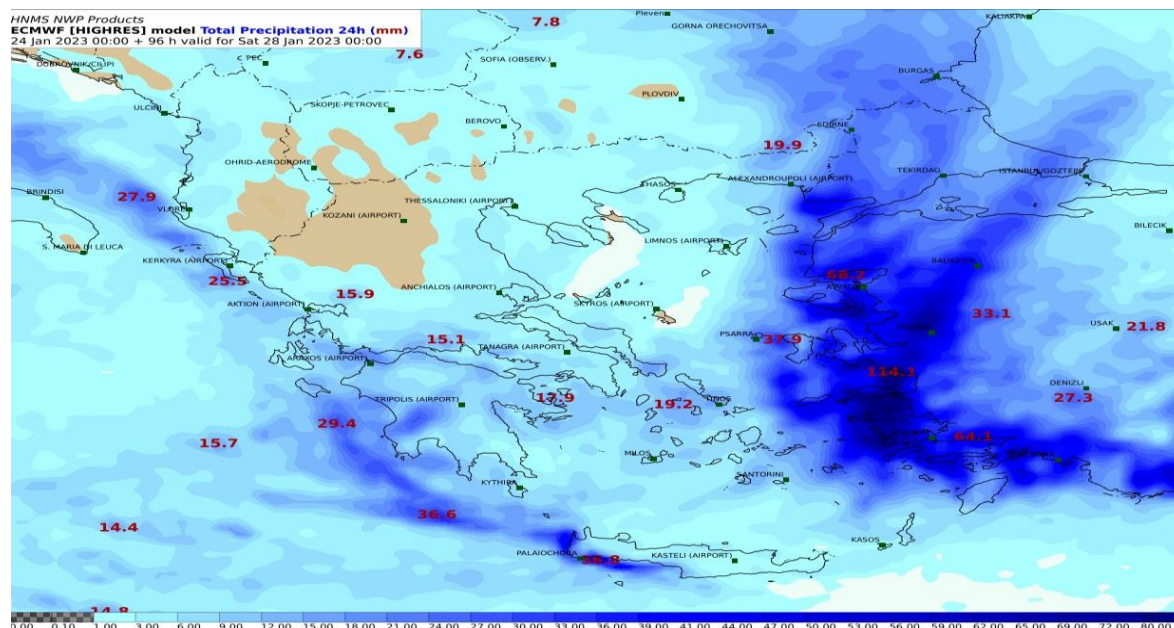 HNMS NWP Products
ECMWF [HIGHRES] model Total Precipitation 24h (mm)
24 Jan 2023 00:00 + 96 h valid for Sat 28 Jan 2023 00:00
7.8
Pleven
GORNA ORECHOVITSA
KALIAKPA
7.6
PEC
SOFIA (OBSERV.)
DUBROVNIK/CILIPI
BURGAS
PLOVDIV
ULCINJ
SKOPJE-PETROVEC
BEROVO
EDIRNE
19.9
OHRID-AERODROME
TEKIRDAG
ISTANBUL/GOZTEPE
THASOS
ALEXANDROUPOLI (AIRPORT)
BRINDISI
27.9
VLORE
THESSALONIKI (AIRPORT)
KOZANI (AIRPORT)
BILECIK
S. MARIA DI LEUCA
LIMNOS (AIRPORT)
KERKYRA (AIRPORT)
BALIKESIR
25.5
68.2
AYVALIK
15.9
ANCHIALOS (AIRPORT)
AKTION (AIRPORT)
SKYROS (AIRPORT)
33.1
USAK
21.8
15.1
PSARRA
37.9
TANAGRA (AIRPORT)
ARAXOS (AIRPORT)
114.1
DENIZLI
17.9
27.3
TRIPOLIS (AIRPORT)
19.2
TINOS
29.4
15.7
64.1
MILOS
SANTORINI
KYTHIRA
14.4
36.6
KASOS
PALAIOCHORA
KASTELI (AIRPORT)
14.8
0.00 0.10 1.00 3.00 6.00 9.00 12.00 15.00 18.00 21.00 24.00 27.00 30.00 33.00 36.00 38.00 41.00 44.00 47.00 50.00 53.00 56.00 59.00 62.00 65.00 69.00 72.00 76.00 80.00